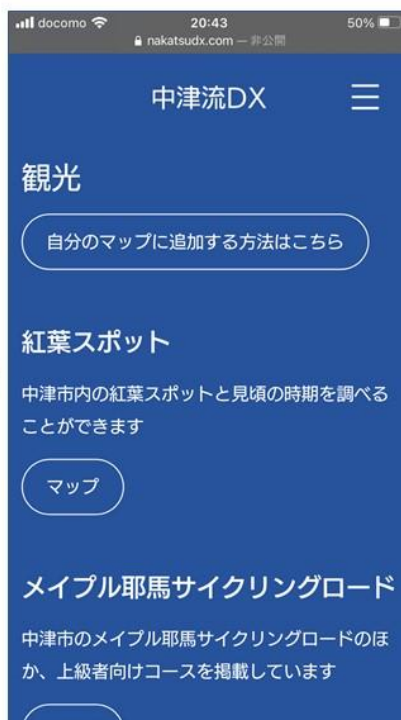 docomo 20:43 50%
nakatsudx.com — 非公開
中津流DX
観光
自分のマップに追加する方法はこちら
紅葉スポット
中津市内の紅葉スポットと見頃の時期を調べる
ことができます
マップ
メイプル耶馬サイクリングロード
中津市のメイプル耶馬サイクリングロードのほ
か、上級者向けコースを掲載しています